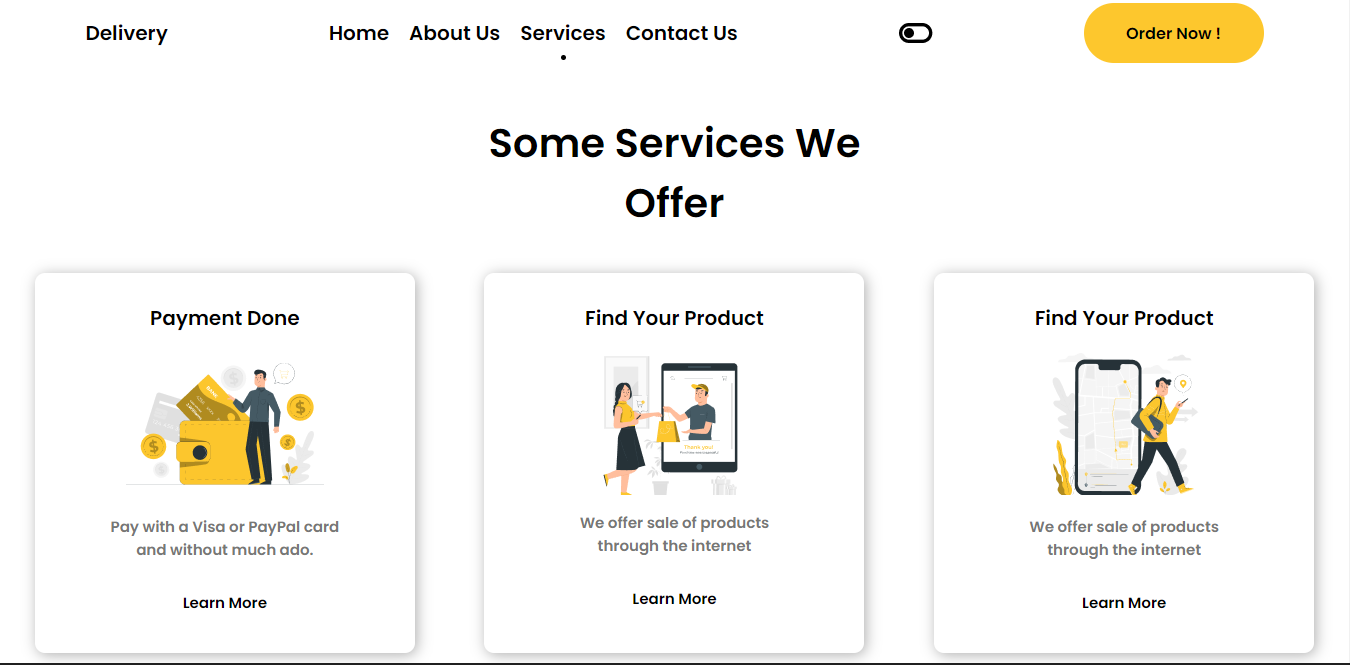 Delivery
Home About Us Services Contact Us
Order Now !
Some Services We
Offer
Payment Done
Pay with a Visa or PayPal card
and without much ado.
Learn More
Find Your Product
Thank you!
We offer sale of products
through the internet
Learn More
Find Your Product
We offer sale of products
through the internet
Learn More